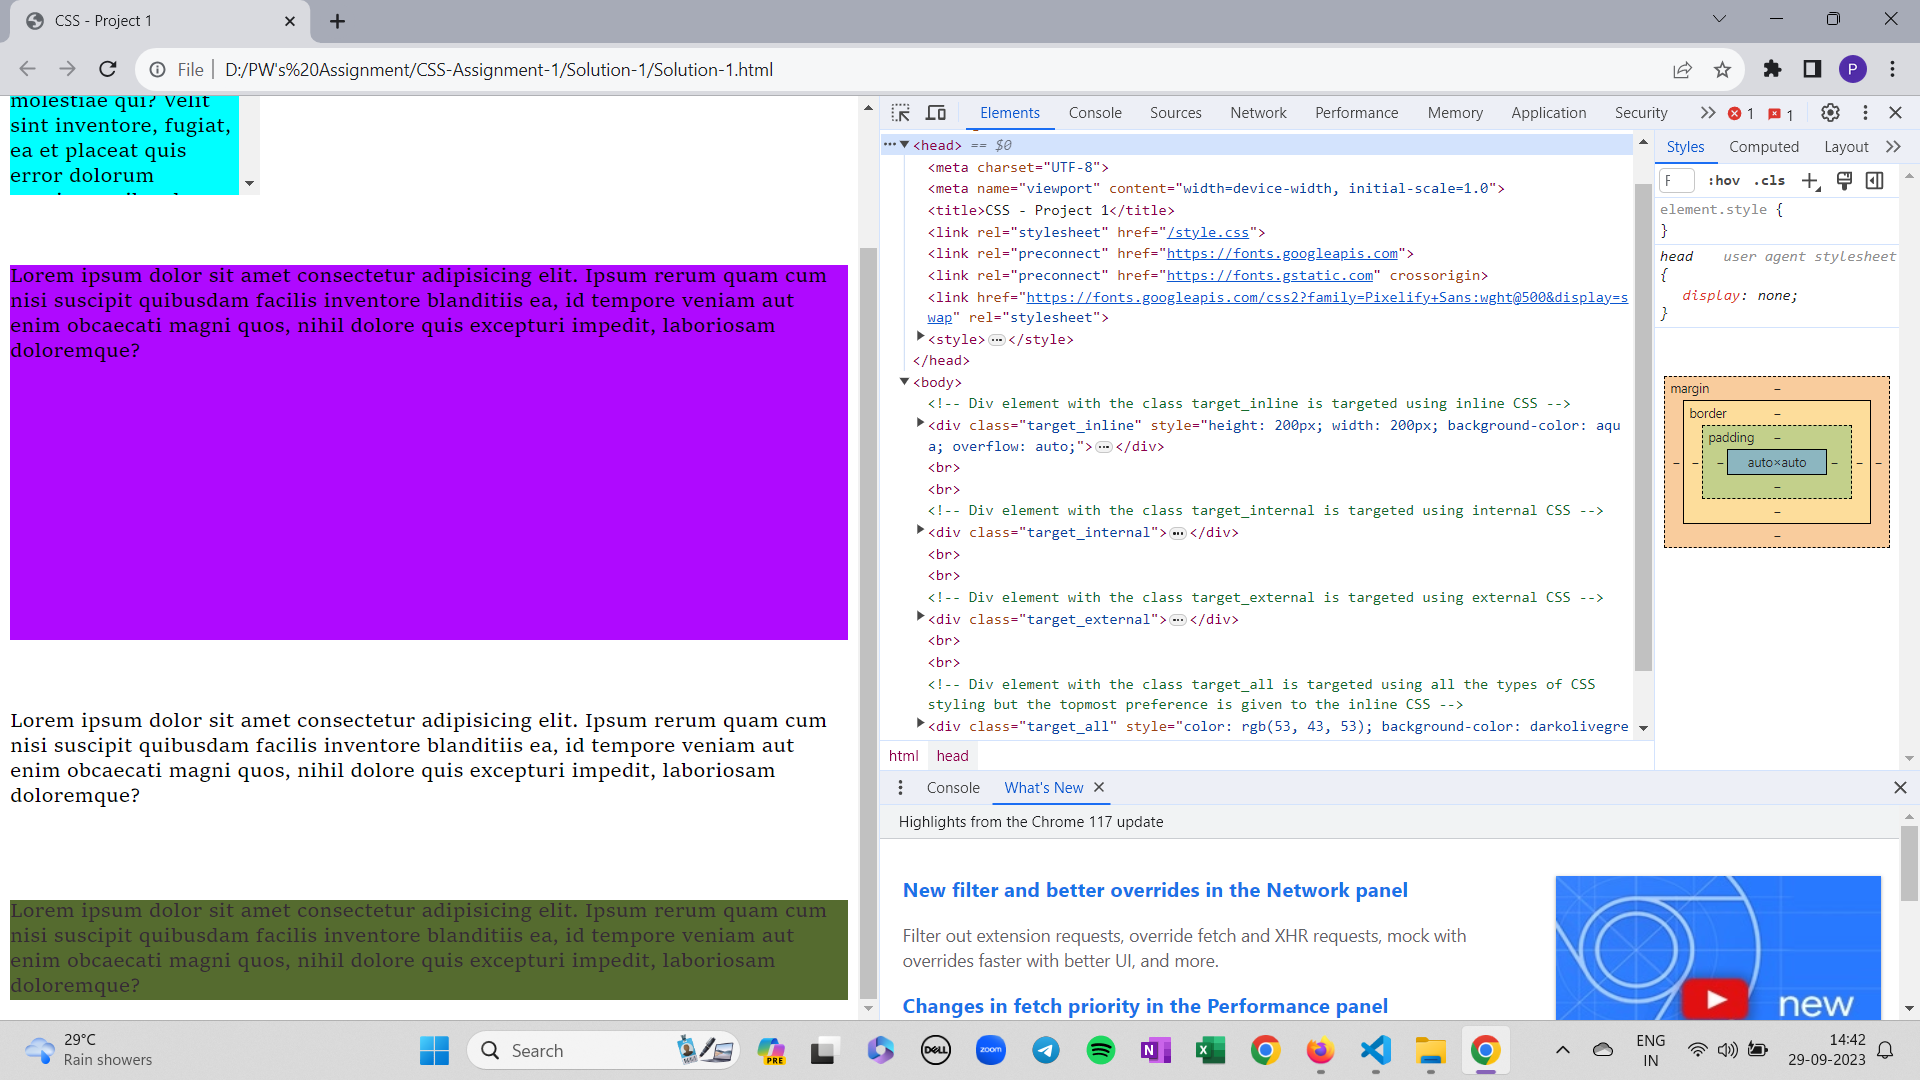 CSS - Project 1
File
D:/PW's%20Assignment/CSS-Assignment-1/Solution-1/Solution-1.html
P
molestiae qui? Velit
sint inventore, fugiat,
ea et placeat quis
error dolorum
Lorem ipsum dolor sit amet consectetur adipisicing elit. Ipsum rerum quam cum
nisi suscipit quibusdam facilis inventore blanditiis ea, id tempore veniam aut
enim obcaecati magni quos, nihil dolore quis excepturi impedit, laboriosam
doloremque?
Lorem ipsum dolor sit amet consectetur adipisicing elit. Ipsum rerum quam cum
nisi suscipit quibusdam facilis inventore blanditiis ea, id tempore veniam aut
enim obcaecati magni quos, nihil dolore quis excepturi impedit, laboriosam
doloremque?
Lorem ipsum dolor sit amet consectetur adipisicing elit. Ipsum rerum quam cum
nisi suscipit quibusdam facilis inventore blanditiis ea, id tempore veniam aut
enim obcaecati magni quos, nihil dolore quis excepturi impedit, laboriosam
doloremque?
Elements Console Sources Network Performance Memory Application Security 1 1
<head> == $0
<meta charset="UTF-8">
<meta name="viewport" content="width=device-width, initial-scale=1.0">
<title>CSS - Project 1</title>
<link rel="stylesheet" href="/style.css">
<link rel="preconnect" href="https://fonts.googleapis.com">
<link rel="preconnect" href="https://fonts.gstatic.com" crossorigin>
<link href="https://fonts.googleapis.com/css2?family=Pixelify+Sans:wght@500&display=s
wap" rel="stylesheet">
<style>…</style>
</head>
<body>
<!-- Div element with the class target_inline is targeted using inline CSS -->
<div class="target_inline" style="height: 200px; width: 200px; background-color: aqu
a; overflow: auto;">…</div>
<br>
<br>
<!-- Div element with the class target_internal is targeted using internal CSS -->
<div class="target_internal">…</div>
<br>
<br>
<!-- Div element with the class target_external is targeted using external CSS -->
<div class="target_external">…</div>
<br>
<br>
<!-- Div element with the class target_all is targeted using all the types of CSS
styling but the topmost preference is given to the inline CSS -->
<div class="target_all" style="color: rgb(53, 43, 53); background-color: darkolivegre
html head
Styles Computed Layout
F :hov .cls
element.style {
}
head user agent stylesheet
{
display: none;
}
margin –
border –
padding –
– – – auto×auto – – –
–
–
–
Console What's New
Highlights from the Chrome 117 update
New filter and better overrides in the Network panel
Filter out extension requests, override fetch and XHR requests, mock with
overrides faster with better UI, and more.
Changes in fetch priority in the Performance panel
new
29°C
Rain showers
Search
PRE
DELL
zoom
ENG
IN
14:42
29-09-2023